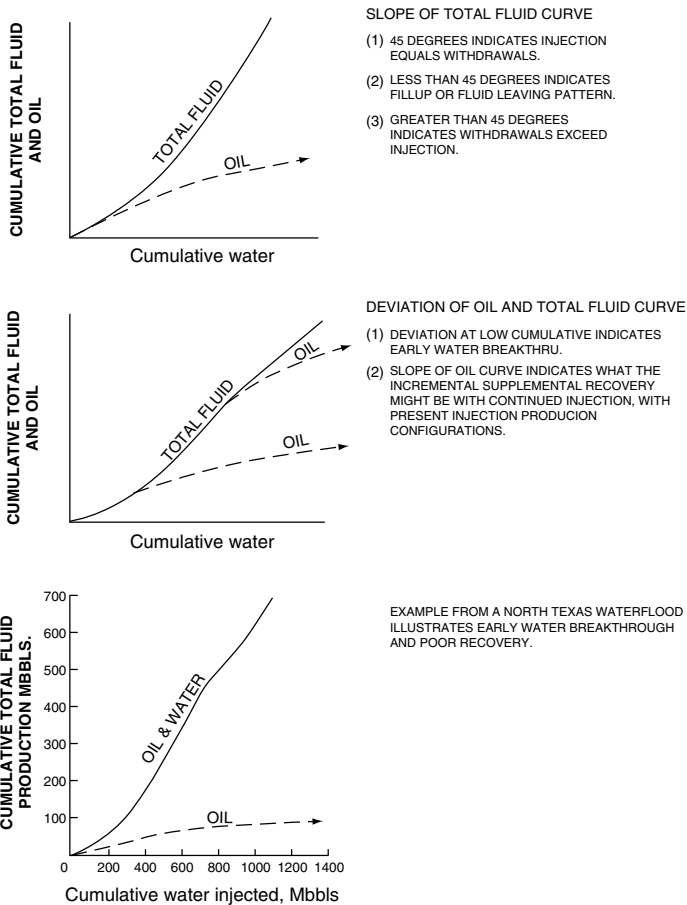 CUMULATIVE TOTAL FLUID
AND OIL
TOTAL FLUID
OIL
Cumulative water
SLOPE OF TOTAL FLUID CURVE
(1) 45 DEGREES INDICATES INJECTION
EQUALS WITHDRAWALS.
(2) LESS THAN 45 DEGREES INDICATES
FILLUP OR FLUID LEAVING PATTERN.
(3) GREATER THAN 45 DEGREES
INDICATES WITHDRAWALS EXCEED
INJECTION.
CUMULATIVE TOTAL FLUID
AND OIL
TOTAL FLUID
OIL
OIL
Cumulative water
DEVIATION OF OIL AND TOTAL FLUID CURVE
(1) DEVIATION AT LOW CUMULATIVE INDICATES
EARLY WATER BREAKTHRU.
(2) SLOPE OF OIL CURVE INDICATES WHAT THE
INCREMENTAL SUPPLEMENTAL RECOVERY
MIGHT BE WITH CONTINUED INJECTION, WITH
PRESENT INJECTION PRODUCION
CONFIGURATIONS.
CUMULATIVE TOTAL FLUID
PRODUCTION MBBLS.
700
600
500
400
300
200
100
OIL & WATER
OIL
0 200 400 600 800 1000 1200 1400
Cumulative water injected, Mbbls
EXAMPLE FROM A NORTH TEXAS WATERFLOOD
ILLUSTRATES EARLY WATER BREAKTHROUGH
AND POOR RECOVERY.